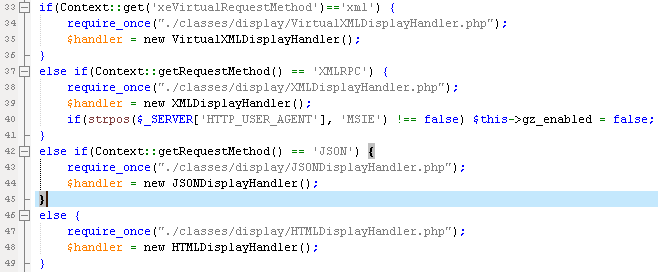 33 if(Context::get('xeVirtualRequestMethod')=='xml') {
34 require_once("./classes/display/VirtualXMLDisplayHandler.php");
35 $handler = new VirtualXMLDisplayHandler();
36 }
37 else if(Context::getRequestMethod() == 'XMLRPC') {
38 require_once("./classes/display/XMLDisplayHandler.php");
39 $handler = new XMLDisplayHandler();
40 if(strpos($_SERVER['HTTP_USER_AGENT'], 'MSIE') !== false) $this->gz_enabled = false;
41 }
42 else if(Context::getRequestMethod() == 'JSON') {
43 require_once("./classes/display/JSONDisplayHandler.php");
44 $handler = new JSONDisplayHandler();
45 }
46 else {
47 require_once("./classes/display/HTMLDisplayHandler.php");
48 $handler = new HTMLDisplayHandler();
49 }